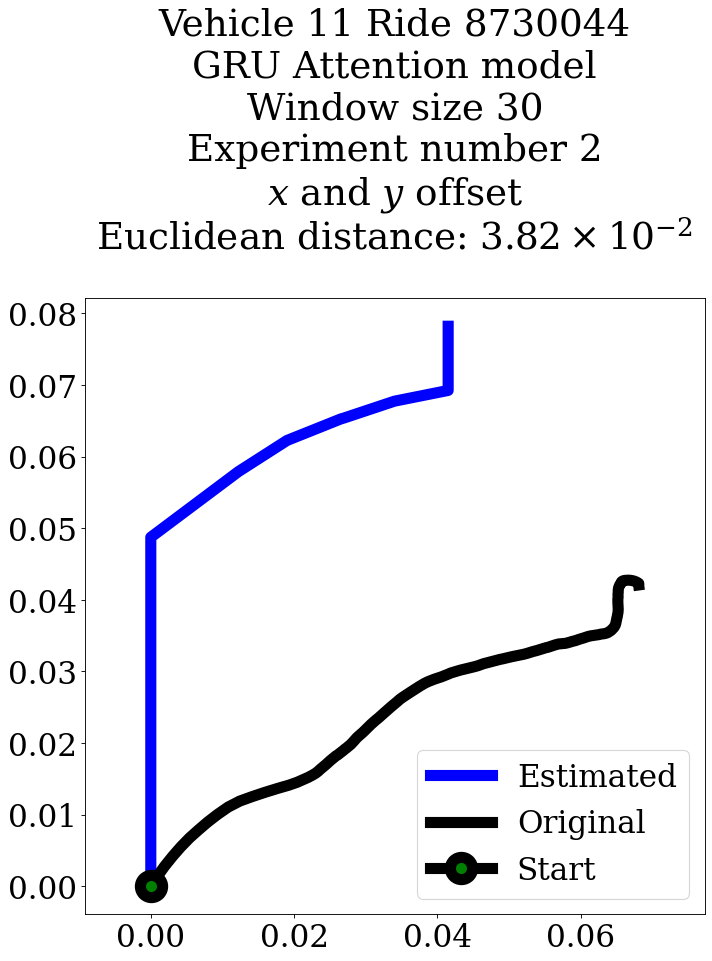 Vehicle 11 Ride 8730044
GRU Attention model
Window size 30
Experiment number 2
x and y offset
Euclidean distance: 3.82 × 10⁻²
0.08
0.07
0.06
0.05
0.04
0.03
0.02
0.01
0.00
Estimated
Original
Start
0.00 0.02 0.04 0.06